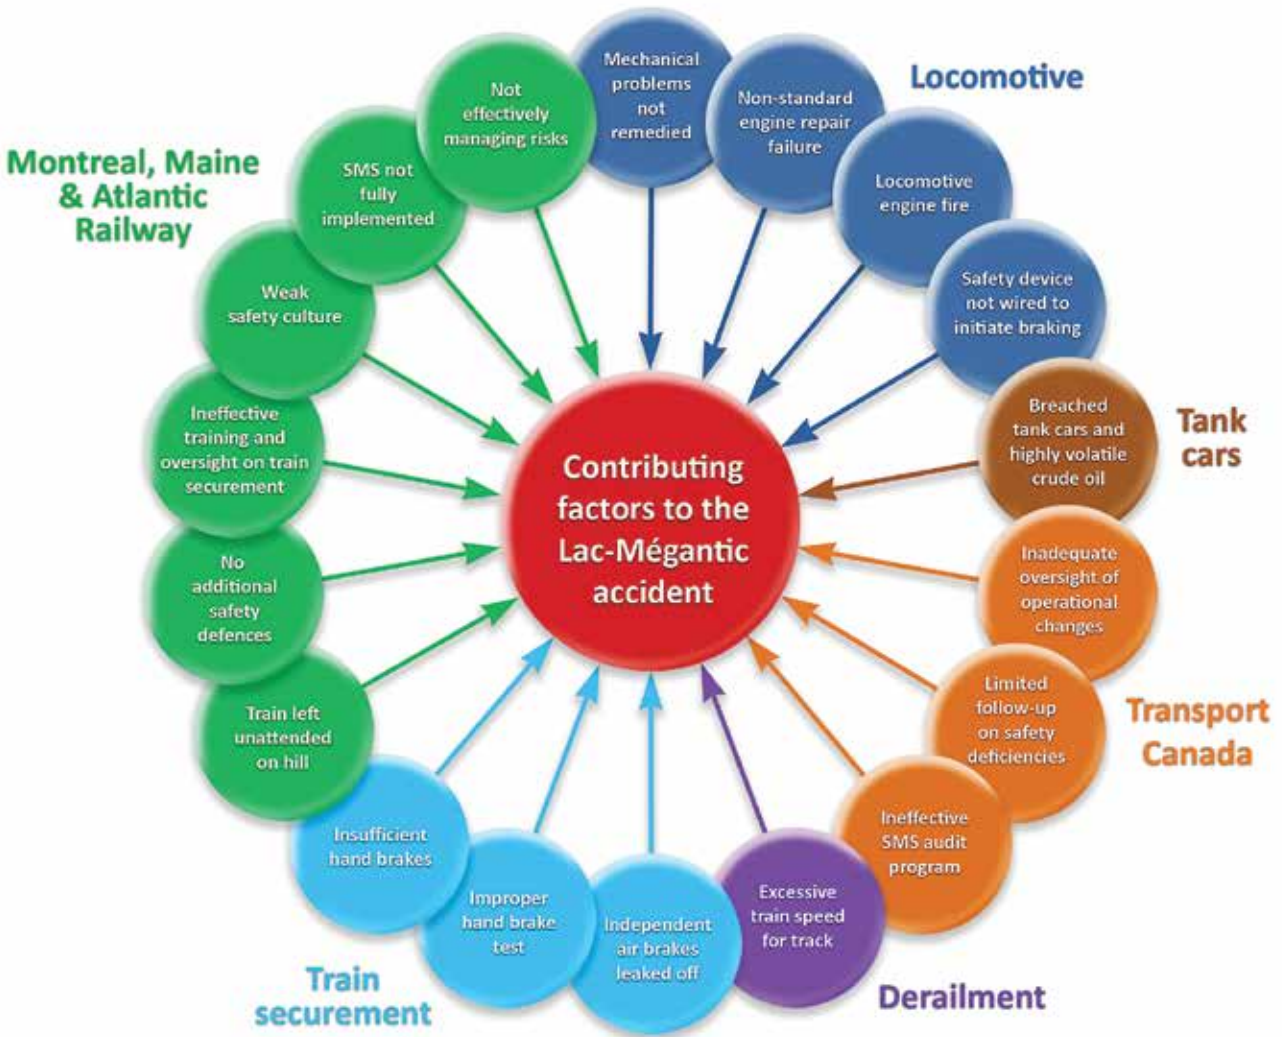 Locomotive
Mechanical
problems
not
remedied
Non-standard
engine repair
failure
Locomotive
engine fire
Safety device
not wired to
initiate braking
Tank
cars
Breached
tank cars and
highly volatile
crude oil
Transport
Canada
Inadequate
oversight of
operational
changes
Limited
follow-up
on safety
deficiencies
Ineffective
SMS audit
program
Derailment
Excessive
train speed
for track
Train
securement
Independent
air brakes
leaked off
Improper
hand brake
test
Insufficient
hand brakes
Montreal, Maine
& Atlantic
Railway
Train left
unattended
on hill
No
additional
safety
defences
Ineffective
training and
oversight on train
securement
Weak
safety culture
SMS not
fully
implemented
Not
effectively
managing risks
Contributing
factors to the
Lac-Mégantic
accident